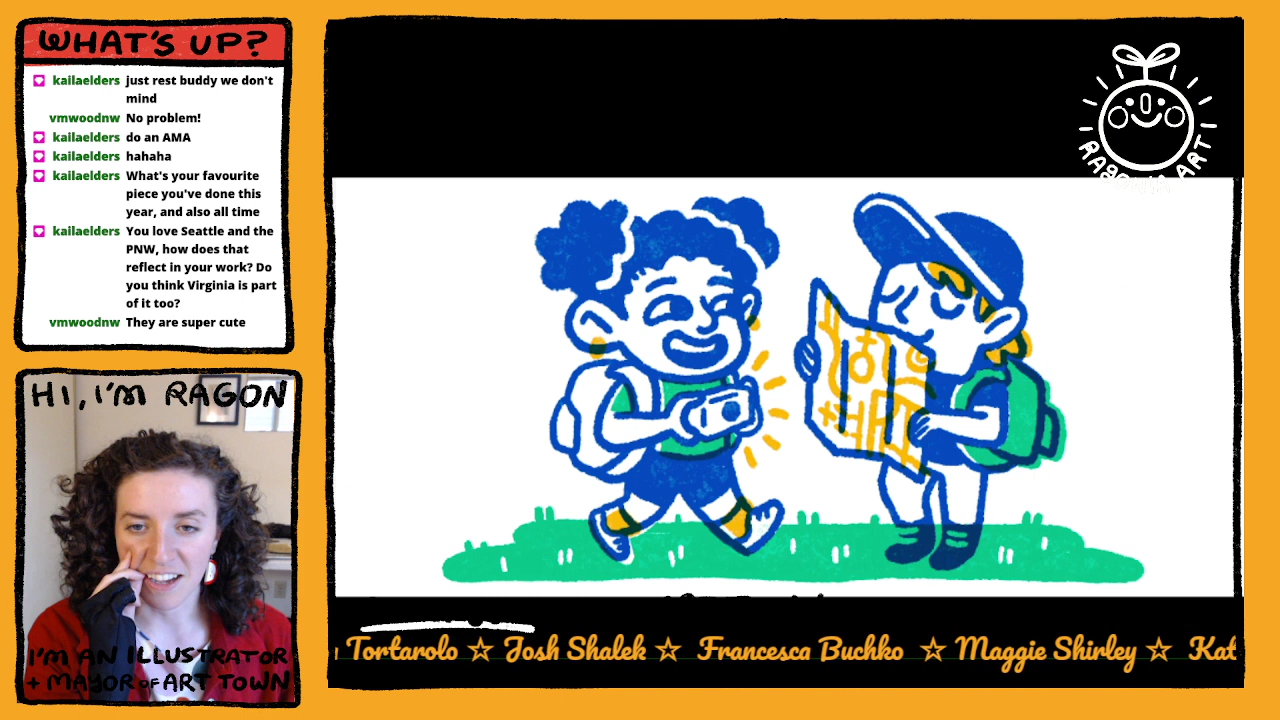 WHAT'S UP?
kailaelders just rest buddy we don't
mind
vmwoodnw No problem!
kailaelders do an AMA
kailaelders hahaha
kailaelders What's your favourite
piece you've done this
year, and also all time
kailaelders You love Seattle and the
PNW, how does that
reflect in your work? Do
you think Virginia is part
of it too?
vmwoodnw They are super cute
HI, I'M RAGON
I'M AN ILLUSTRATOR
+ MAYOR OF ART TOWN
ART
Tortarolo ☆ Josh Shalek ☆ Francesca Buchko ☆ Maggie Shirley ☆ Kat